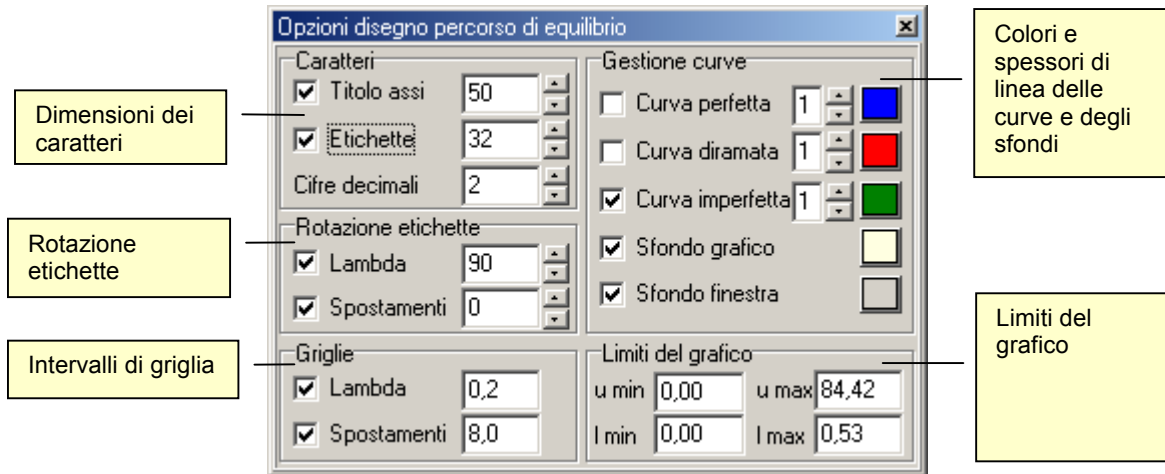 Opzioni disegno percorso di equilibrio
Caratteri
Titolo assi 50
Etichette 32
Cifre decimali 2
Rotazione etichette
Lambda 90
Spostamenti 0
Griglie
Lambda 0,2
Spostamenti 8,0
Gestione curve
Curva perfetta 1
Curva diramata 1
Curva imperfetta 1
Sfondo grafico
Sfondo finestra
Limiti del grafico
u min 0,00 u max 84,42
l min 0,00 l max 0,53
Dimensioni dei
caratteri
Rotazione
etichette
Intervalli di griglia
Colori e
spessori di
linea delle
curve e degli
sfondi
Limiti del
grafico